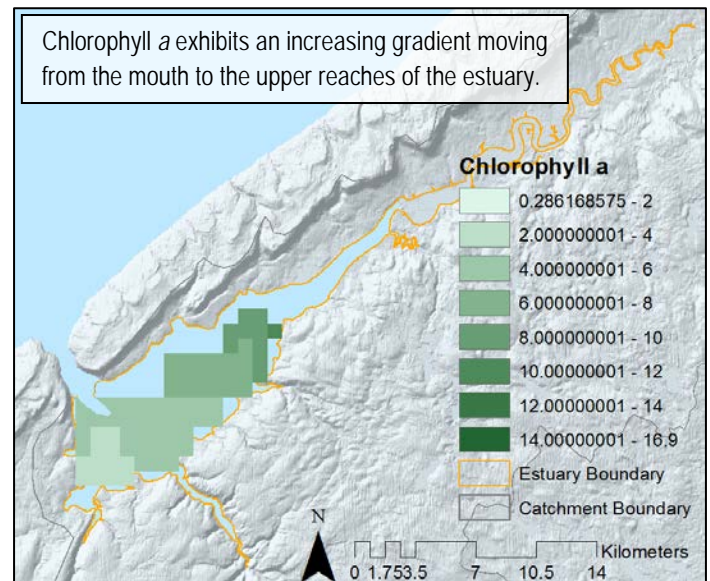 Chlorophyll a exhibits an increasing gradient moving
from the mouth to the upper reaches of the estuary.
Chlorophyll a
0.286168575 - 2
2.000000001 - 4
4.000000001 - 6
6.000000001 - 8
8.000000001 - 10
10.00000001 - 12
12.00000001 - 14
14.00000001 - 16.9
Estuary Boundary
Catchment Boundary
N
Kilometers
0 1.753.5 7 10.5 14